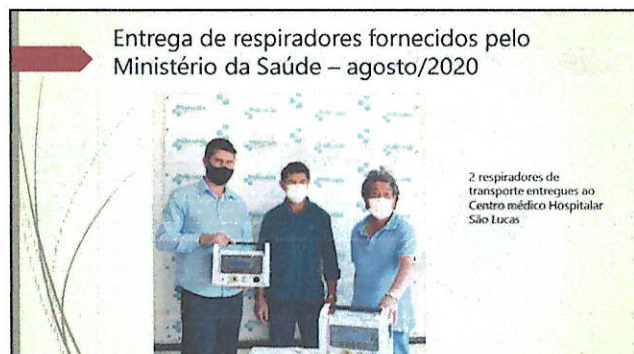 Entrega de respiradores fornecidos pelo
Ministério da Saúde – agosto/2020
2 respiradores de
transporte entregues ao
Centro médico Hospitalar
São Lucas